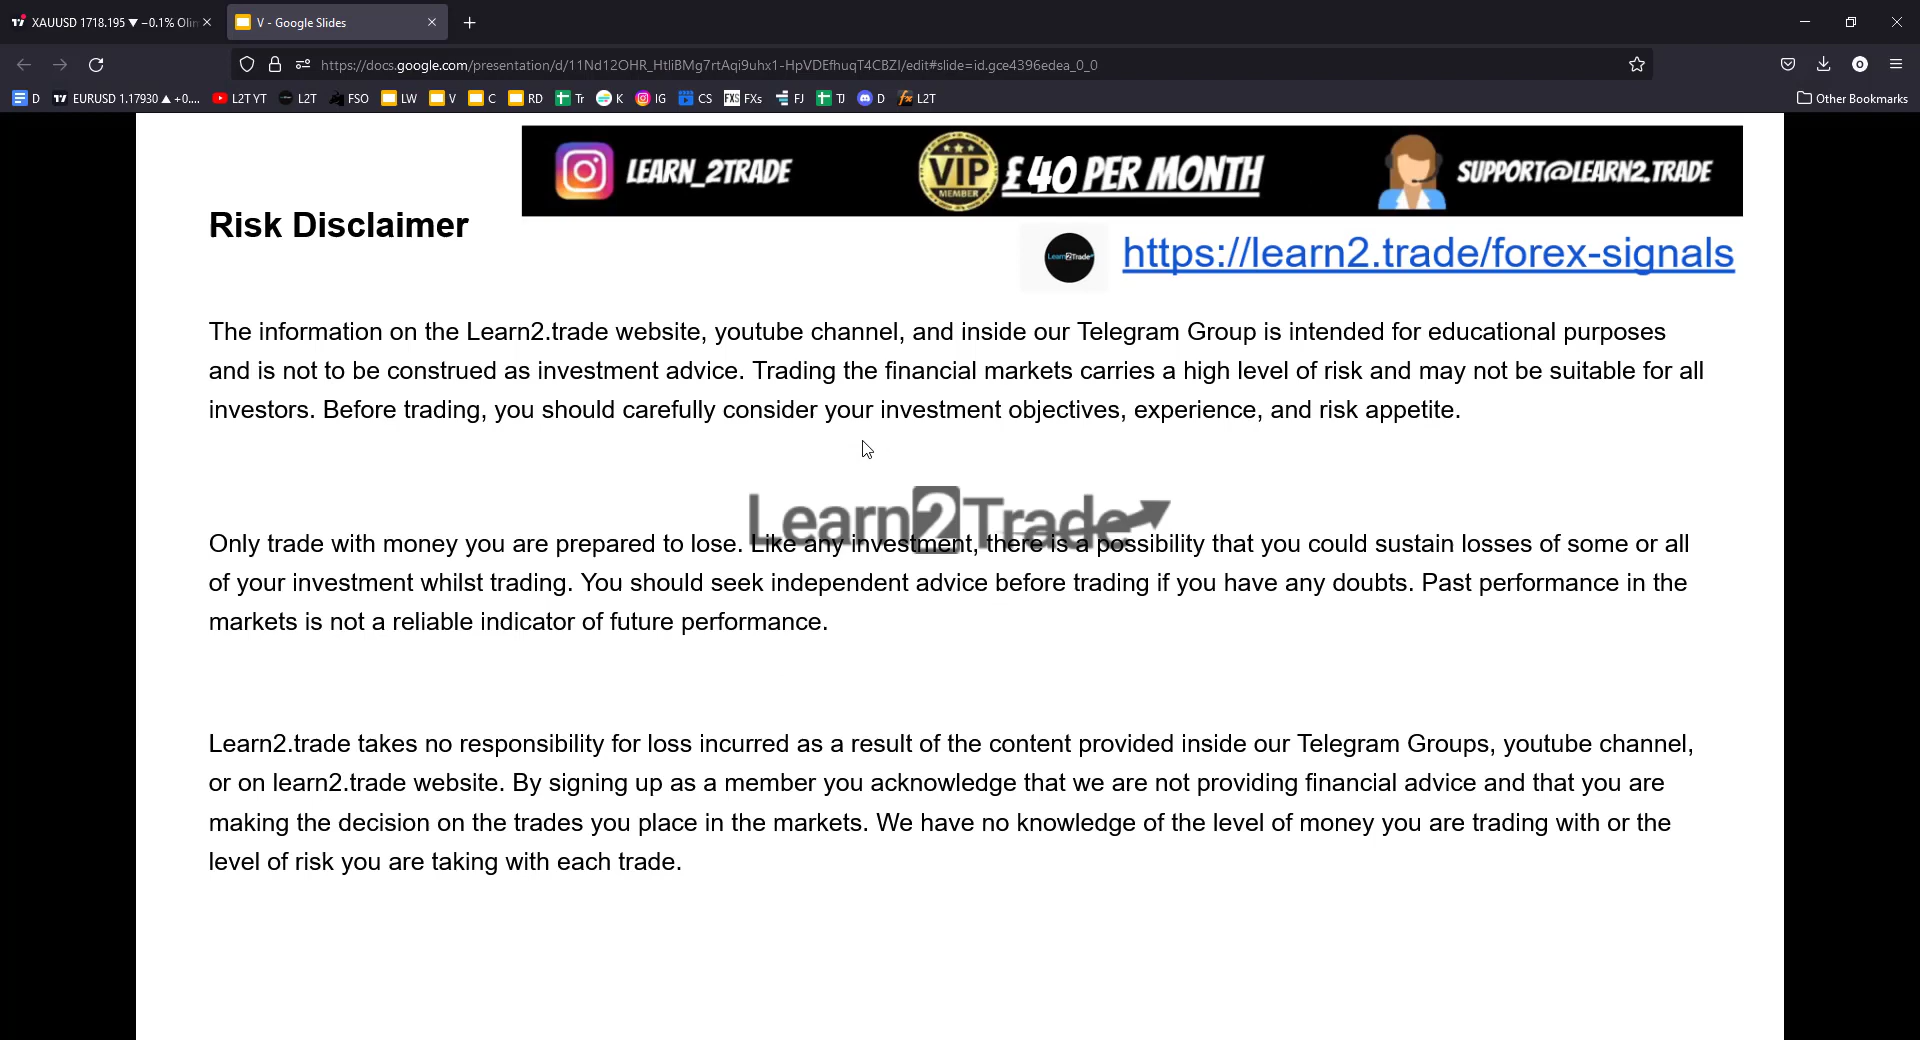 XAUUSD 1718.195 ▼ −0.1% Olin
V - Google Slides
https://docs.google.com/presentation/d/11Nd12OHR_HtliBMg7rtAqi9uhx1-HpVDEfhuqT4CBZI/edit#slide=id.gce4396edea_0_0
D EURUSD 1.17930 ▲ +0.... L2T YT L2T FSO LW V C RD Tr K IG CS FXs FJ TJ D L2T Other Bookmarks
LEARN_2TRADE VIP MEMBER £ 40 PER MONTH SUPPORT@LEARN2.TRADE
Risk Disclaimer
Learn2Trade https://learn2.trade/forex-signals
The information on the Learn2.trade website, youtube channel, and inside our Telegram Group is intended for educational purposes
and is not to be construed as investment advice. Trading the financial markets carries a high level of risk and may not be suitable for all
investors. Before trading, you should carefully consider your investment objectives, experience, and risk appetite.
Learn2Trade
Only trade with money you are prepared to lose. Like any investment, there is a possibility that you could sustain losses of some or all
of your investment whilst trading. You should seek independent advice before trading if you have any doubts. Past performance in the
markets is not a reliable indicator of future performance.
Learn2.trade takes no responsibility for loss incurred as a result of the content provided inside our Telegram Groups, youtube channel,
or on learn2.trade website. By signing up as a member you acknowledge that we are not providing financial advice and that you are
making the decision on the trades you place in the markets. We have no knowledge of the level of money you are trading with or the
level of risk you are taking with each trade.